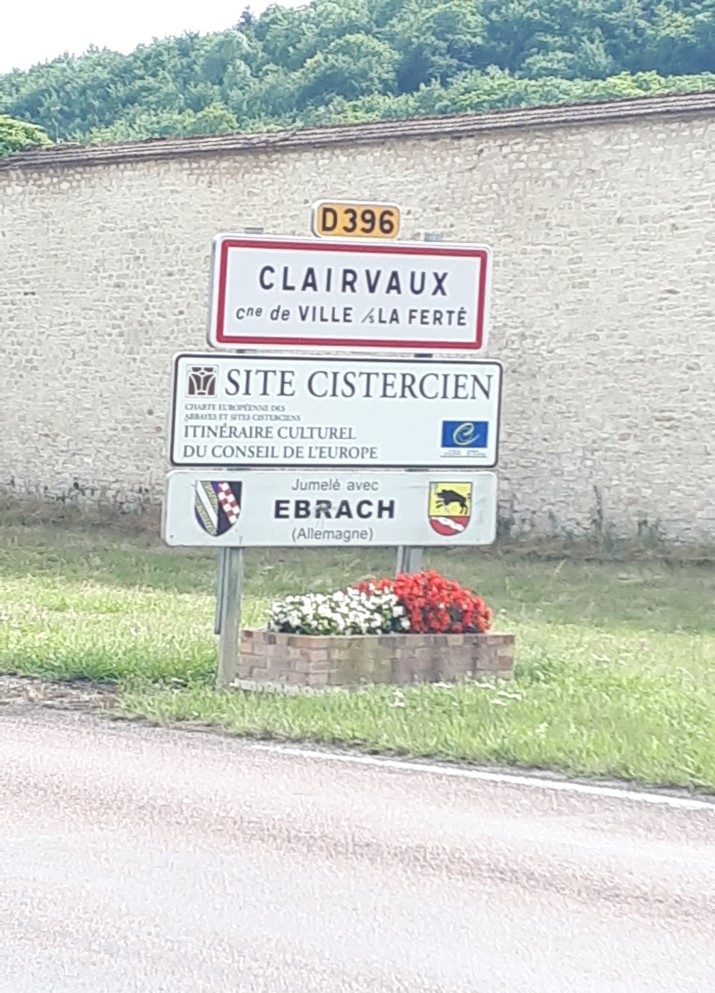 D396
CLAIRVAUX
cne de VILLE /s LA FERTÉ
SITE CISTERCIEN
CHARTE EUROPÉENNE DES
ABBAYES ET SITES CISTERCIENS
ITINÉRAIRE CULTUREL
DU CONSEIL DE L'EUROPE
Jumelé avec
EBRACH
(Allemagne)